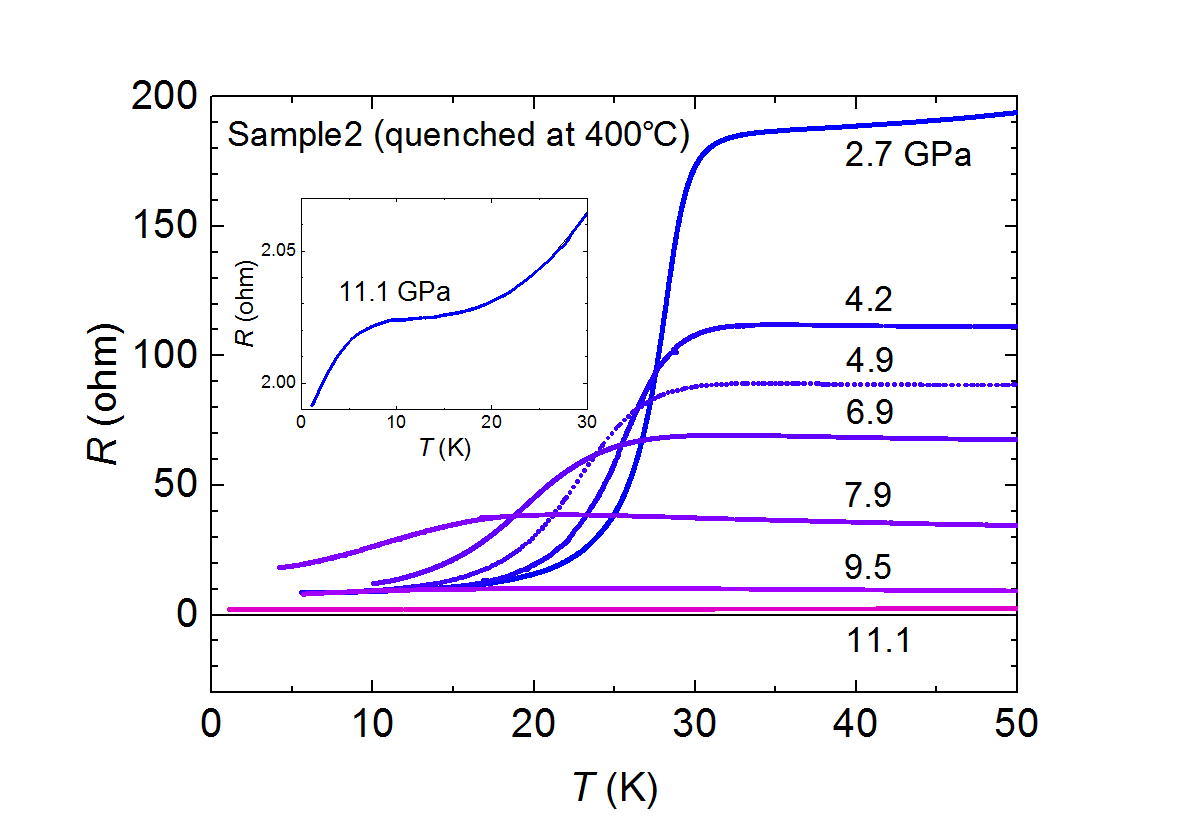 200
150
100
50
0
R (ohm)
Sample2 (quenched at 400℃)
2.7 GPa
4.2
4.9
6.9
7.9
9.5
11.1
2.05
2.00
R (ohm)
11.1 GPa
0 10 20 30
T (K)
0 10 20 30 40 50
T (K)